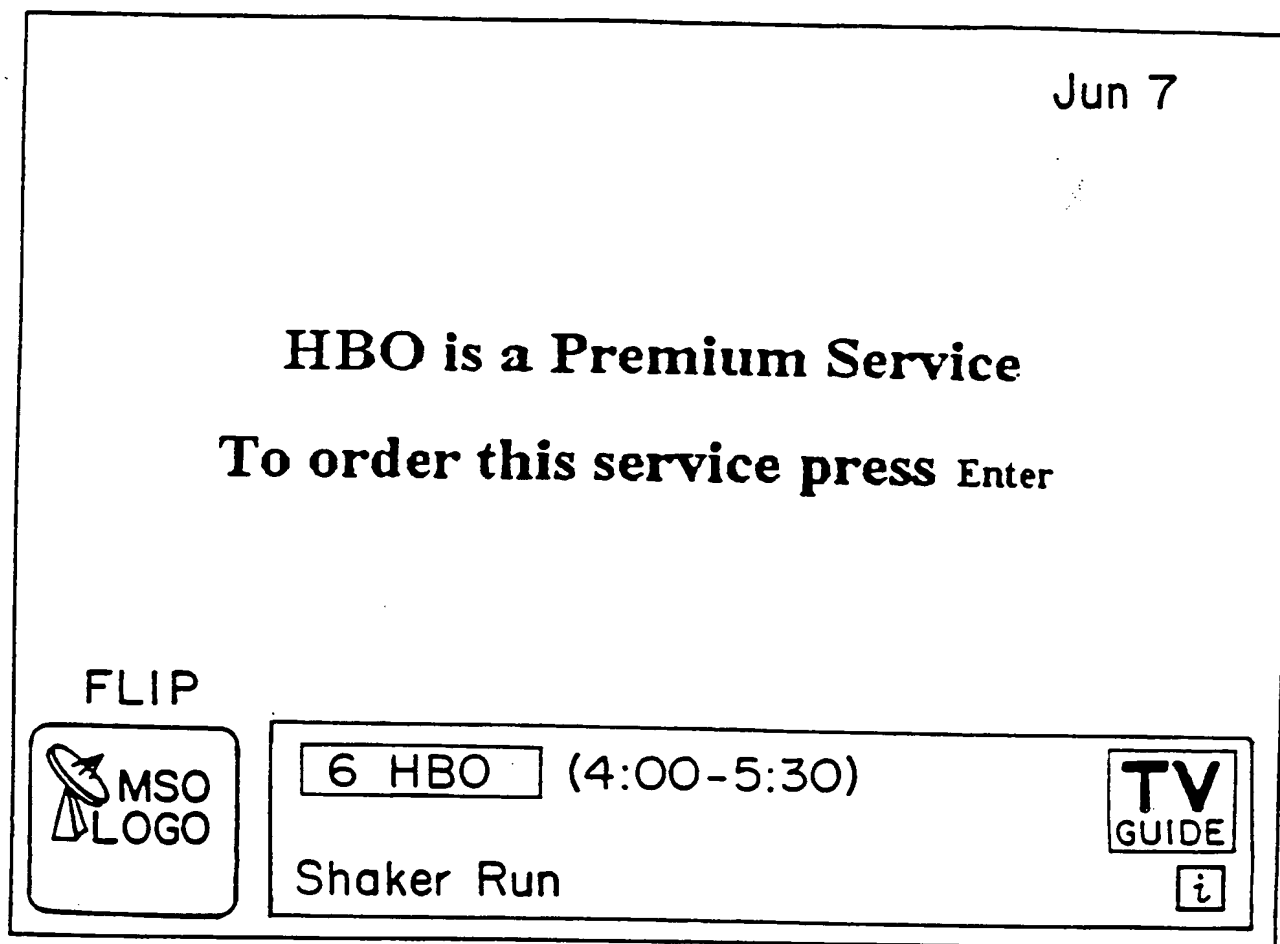 Jun 7
HBO is a Premium Service
To order this service press Enter
FLIP
MSO
LOGO
6 HBO (4:00-5:30)
TV
GUIDE
Shaker Run
i